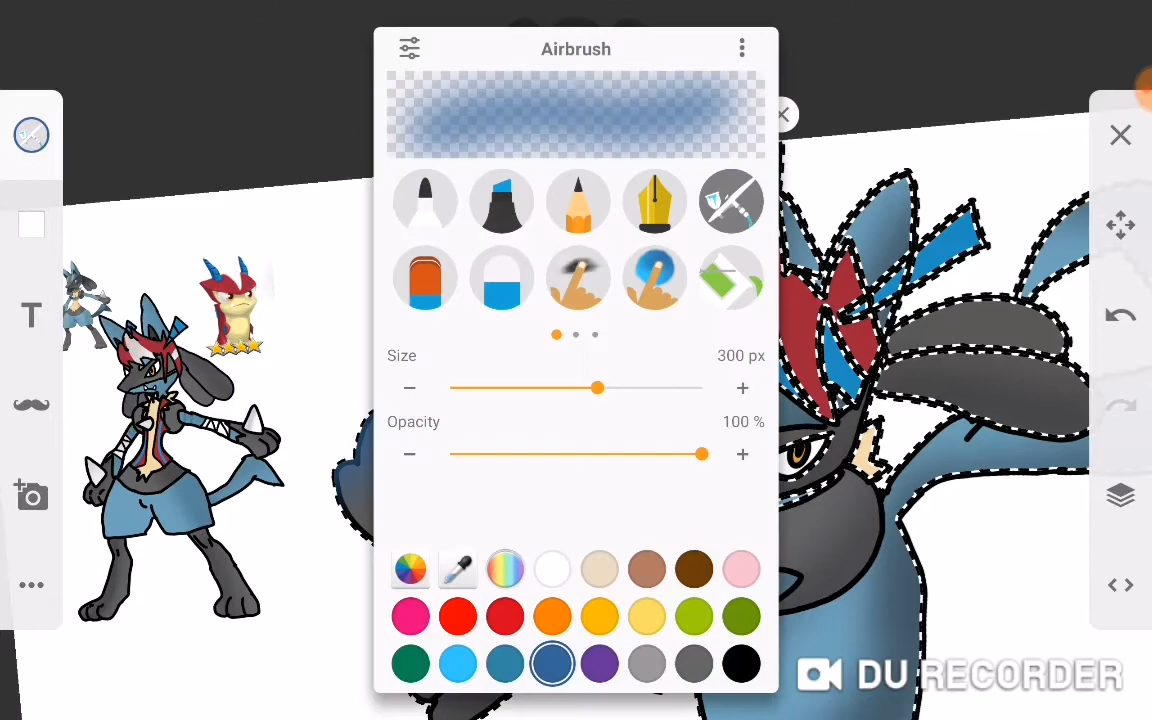 Airbrush
T
Size 300 px
Opacity 100 %
DU RECORDER